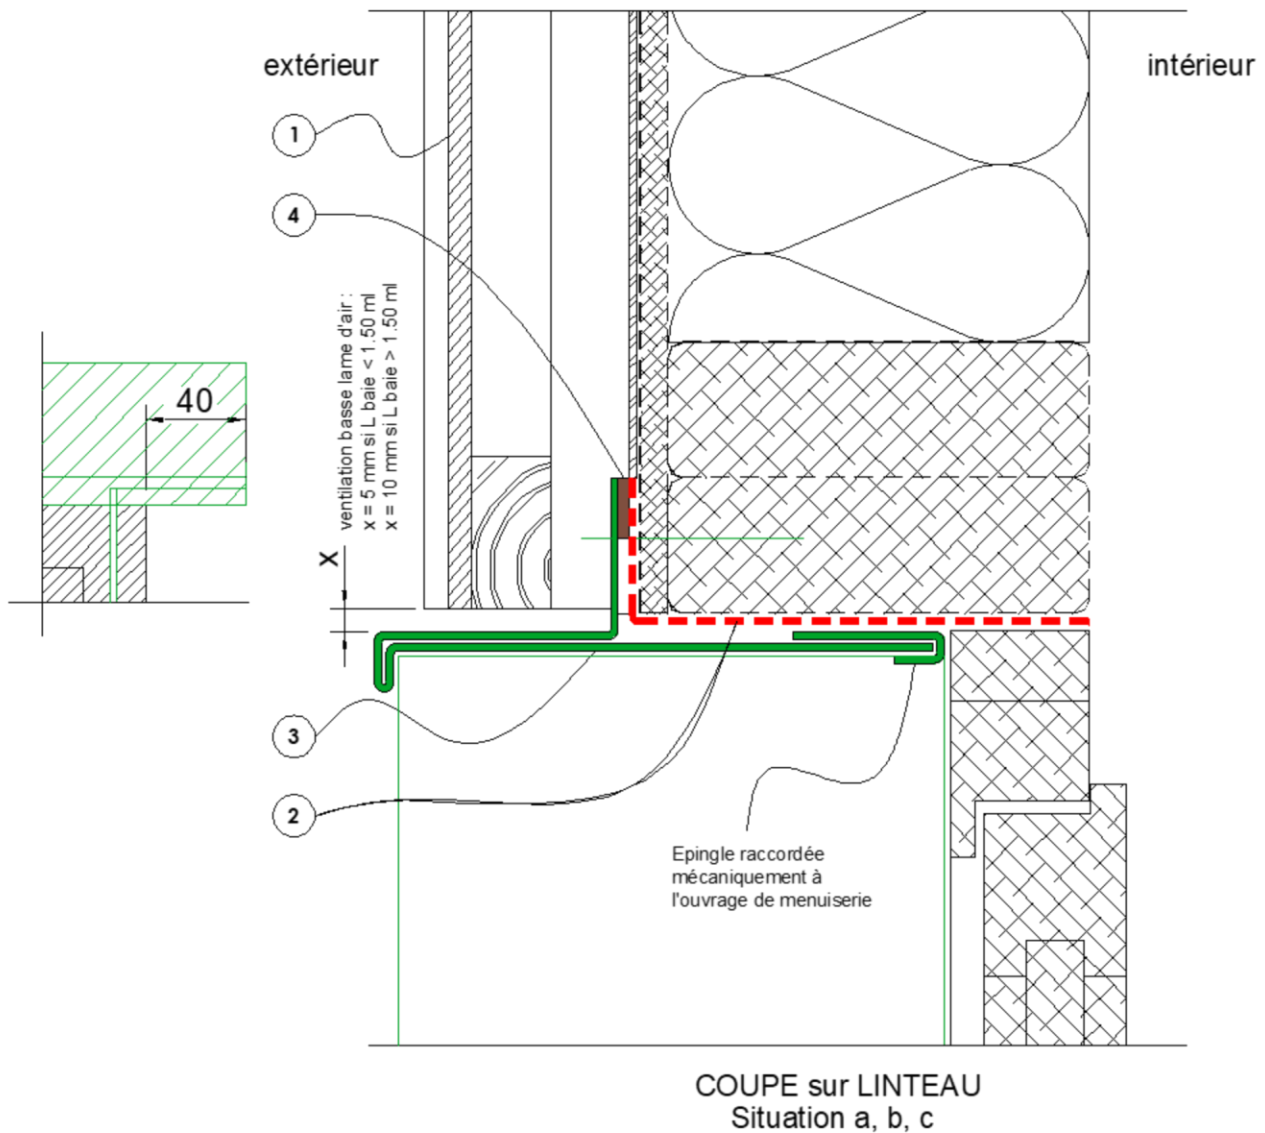 extérieur
intérieur
1
4
ventilation basse lame d'air :
x = 5 mm si L baie < 1.50 ml
x = 10 mm si L baie > 1.50 ml
40
X
3
2
Epingle raccordée
mécaniquement à
l'ouvrage de menuiserie
COUPE sur LINTEAU
Situation a, b, c